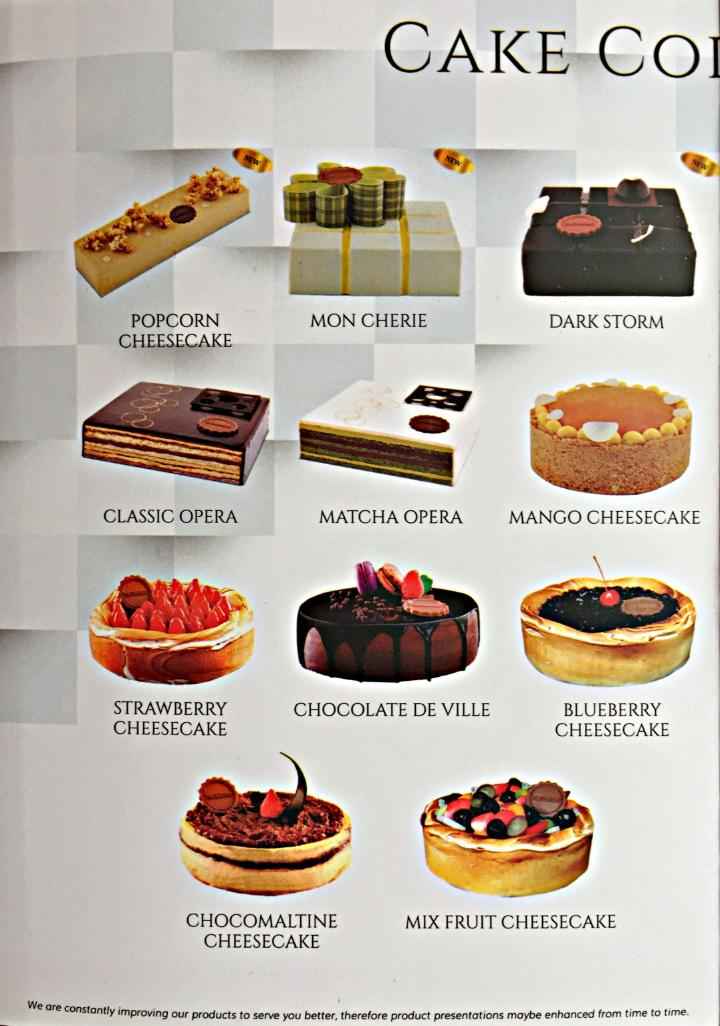 CAKE COL
NEW
NEW
NEW
POPCORN
CHEESECAKE
MON CHERIE
DARK STORM
CLASSIC OPERA
MATCHA OPERA
MANGO CHEESECAKE
STRAWBERRY
CHEESECAKE
CHOCOLATE DE VILLE
BLUEBERRY
CHEESECAKE
CHOCOMALTINE
CHEESECAKE
MIX FRUIT CHEESECAKE
We are constantly improving our products to serve you better, therefore product presentations maybe enhanced from time to time.